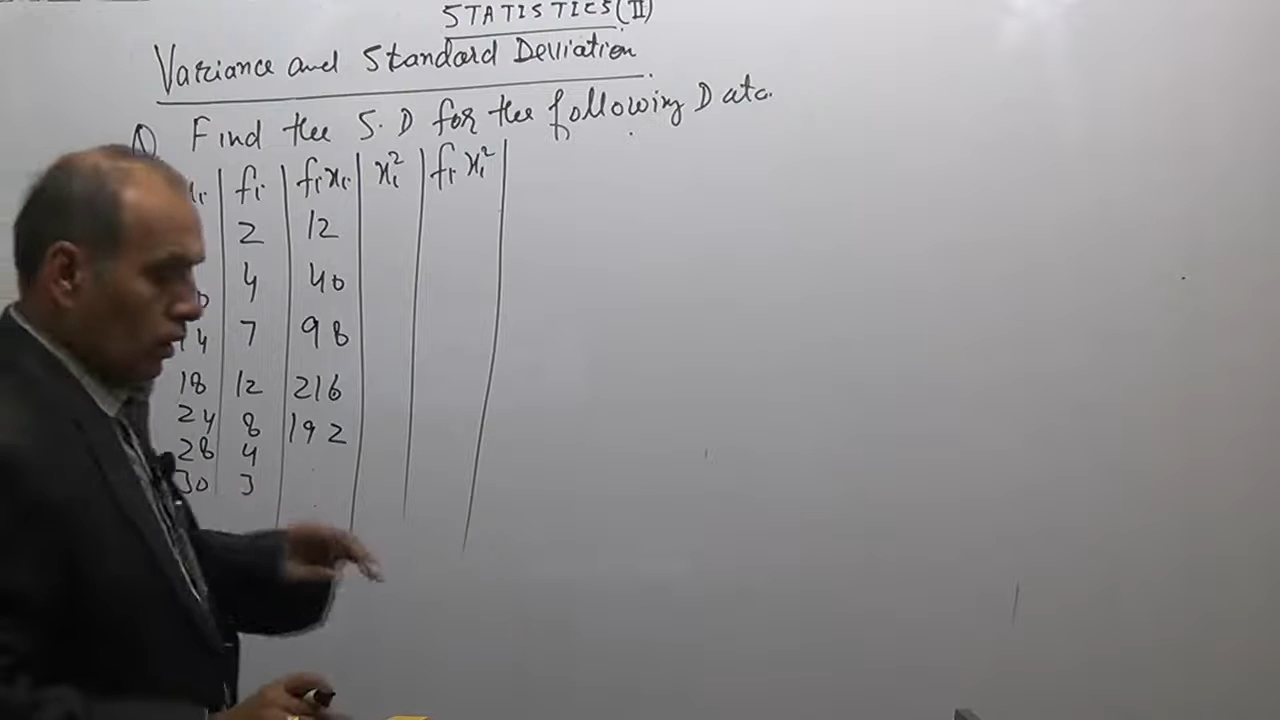 STATISTICS(II)
Variance and Standard Deviation
Q Find the S.D for the following Data.
fi fixi xi² fi xi²
2 12
4 40
14 7 98
18 12 216
24 8 192
28 4
30 3